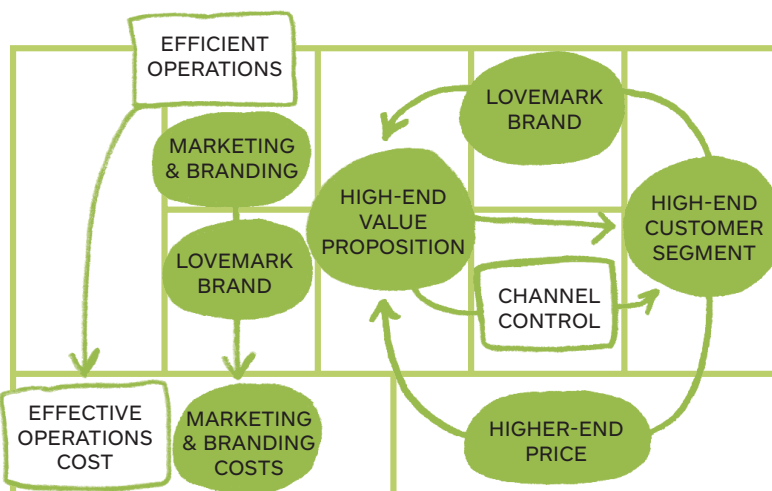 EFFICIENT
OPERATIONS
MARKETING
& BRANDING
LOVEMARK
BRAND
HIGH-END
VALUE
PROPOSITION
LOVEMARK
BRAND
HIGH-END
CUSTOMER
SEGMENT
CHANNEL
CONTROL
EFFECTIVE
OPERATIONS
COST
MARKETING
& BRANDING
COSTS
HIGHER-END
PRICE